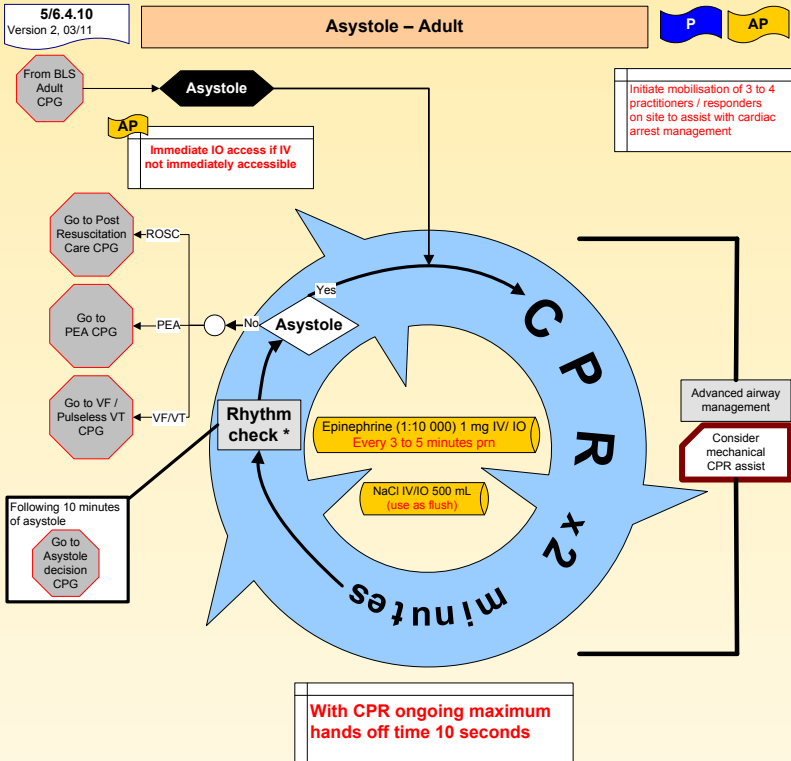 5/6.4.10
Version 2, 03/11
Asystole – Adult
P
AP
From BLS
Adult
CPG
Asystole
Initiate mobilisation of 3 to 4
practitioners / responders
on site to assist with cardiac
arrest management
AP
Immediate IO access if IV
not immediately accessible
Go to Post
Resuscitation
Care CPG
ROSC
Yes
Go to
PEA CPG
PEA
No
Asystole
Go to VF /
Pulseless VT
CPG
VF/VT
Rhythm
check *
Epinephrine (1:10 000) 1 mg IV/ IO
Every 3 to 5 minutes prn
NaCl IV/IO 500 mL
(use as flush)
CPR x2 minutes
Advanced airway
management
Consider
mechanical
CPR assist
Following 10 minutes
of asystole
Go to
Asystole
decision
CPG
With CPR ongoing maximum
hands off time 10 seconds